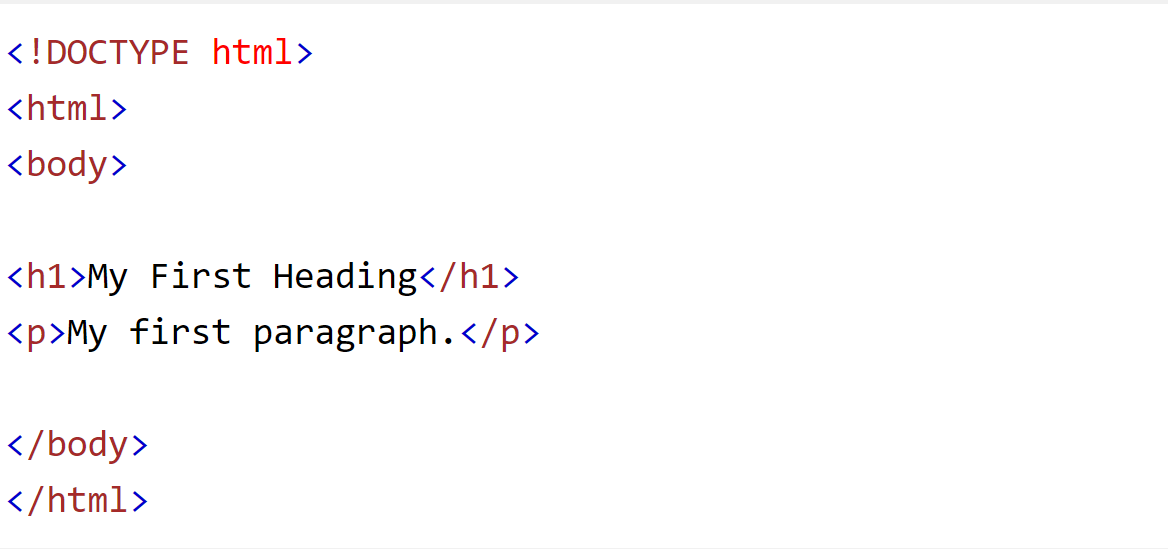 <!DOCTYPE html>
<html>
<body>
<h1>My First Heading</h1>
<p>My first paragraph.</p>
</body>
</html>